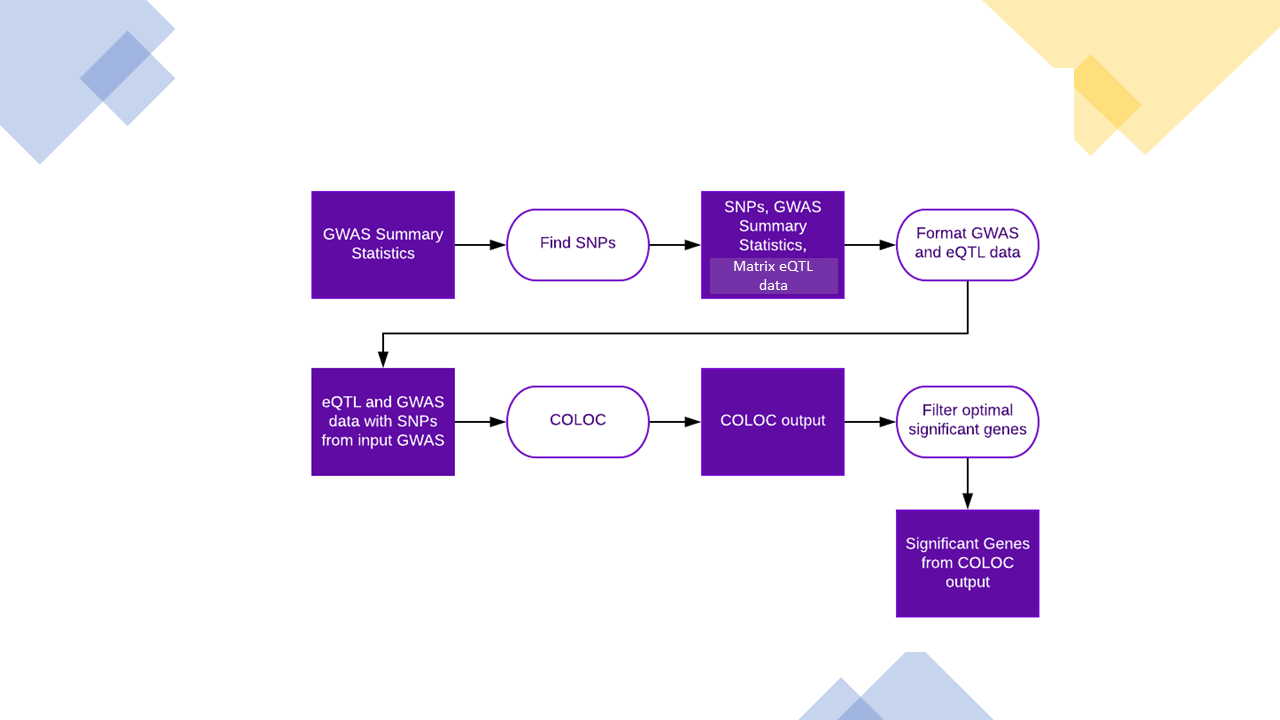 GWAS Summary
Statistics
Find SNPs
SNPs, GWAS
Summary
Statistics,
Matrix eQTL
data
Format GWAS
and eQTL data
eQTL and GWAS
data with SNPs
from input GWAS
COLOC
COLOC output
Filter optimal
significant genes
Significant Genes
from COLOC
output